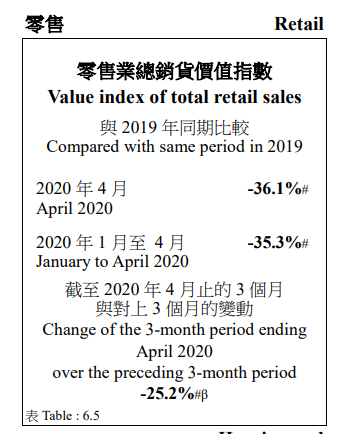 零售 Retail
零售業總銷貨價值指數
Value index of total retail sales
與 2019 年同期比較
Compared with same period in 2019
2020 年 4 月 -36.1%#
April 2020
2020 年 1 月至 4 月 -35.3%#
January to April 2020
截至 2020 年 4 月止的 3 個月
與對上 3 個月的變動
Change of the 3-month period ending
April 2020
over the preceding 3-month period
-25.2%#β
表 Table : 6.5